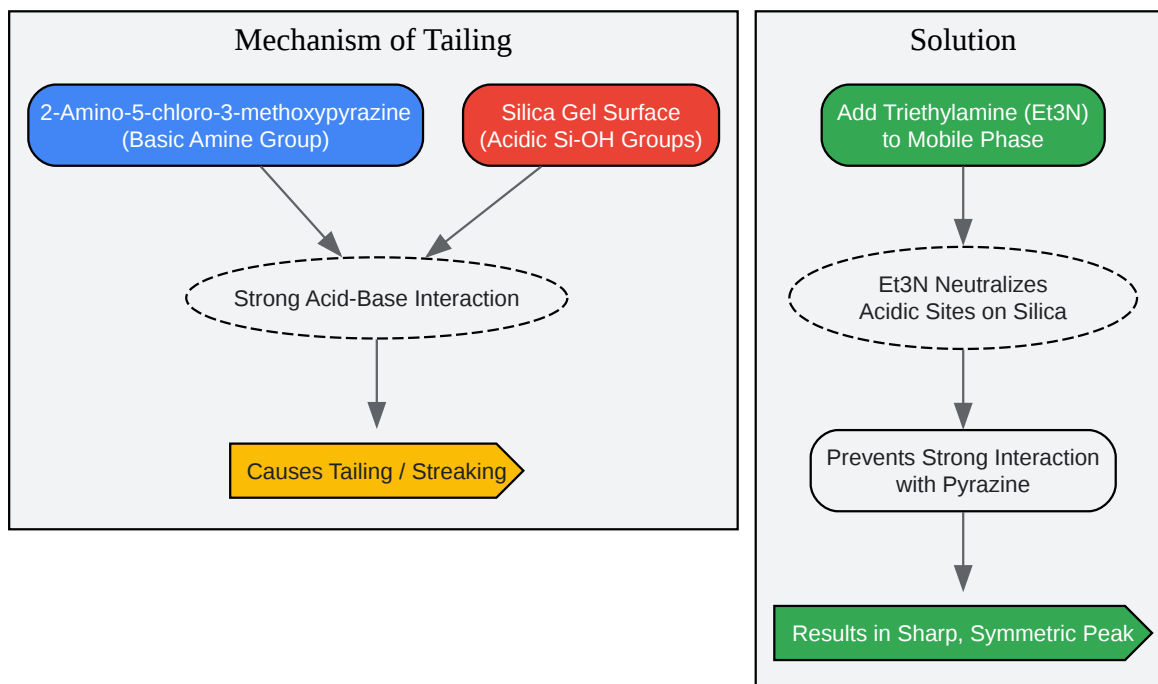 Mechanism of Tailing
2-Amino-5-chloro-3-methoxypyrazine
(Basic Amine Group)
Silica Gel Surface
(Acidic Si-OH Groups)
Strong Acid-Base Interaction
Causes Tailing / Streaking
Solution
Add Triethylamine (Et3N)
to Mobile Phase
Et3N Neutralizes
Acidic Sites on Silica
Prevents Strong Interaction
with Pyrazine
Results in Sharp, Symmetric Peak